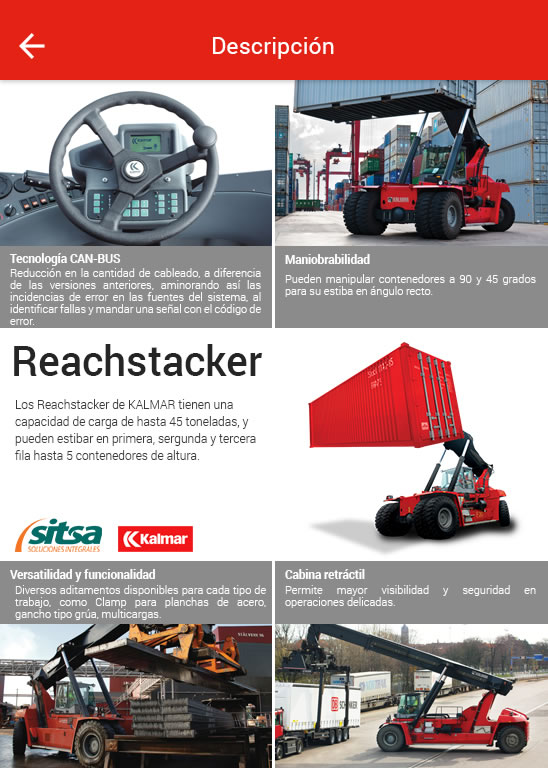 Descripción
Kalmar
KALMAR
Tecnología CAN-BUS
Reducción en la cantidad de cableado, a diferencia
de las versiones anteriores, aminorando así las
incidencias de error en las fuentes del sistema, al
identificar fallas y mandar una señal con el código de
error.
Maniobrabilidad
Pueden manipular contenedores a 90 y 45 grados
para su estiba en ángulo recto.
Reachstacker
Los Reachstacker de KALMAR tienen una
capacidad de carga de hasta 45 toneladas, y
pueden estibar en primera, sergunda y tercera
fila hasta 5 contenedores de altura.
sitsa
SOLUCIONES INTEGRALES
Kalmar
Versatilidad y funcionalidad
Diversos aditamentos disponibles para cada tipo de
trabajo, como Clamp para planchas de acero,
gancho tipo grúa, multicargas.
Cabina retráctil
Permite mayor visibilidad y seguridad en
operaciones delicadas.
DB SCHENKER